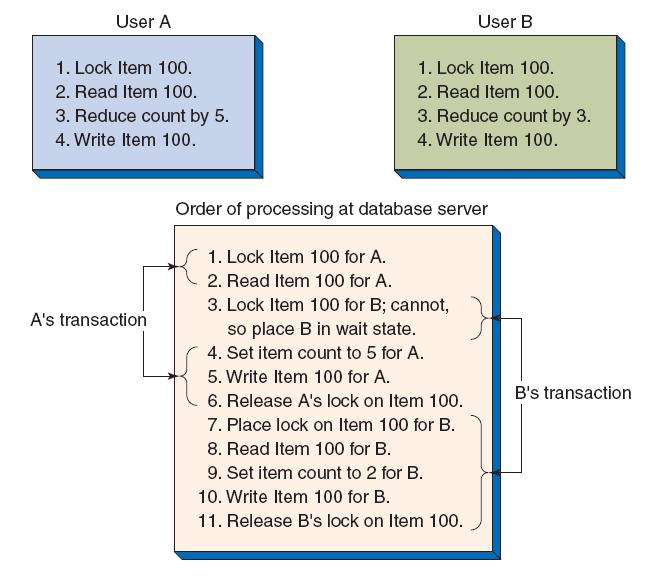 User A
1. Lock Item 100.
2. Read Item 100.
3. Reduce count by 5.
4. Write Item 100.
User B
1. Lock Item 100.
2. Read Item 100.
3. Reduce count by 3.
4. Write Item 100.
Order of processing at database server
1. Lock Item 100 for A.
2. Read Item 100 for A.
3. Lock Item 100 for B; cannot,
so place B in wait state.
4. Set item count to 5 for A.
5. Write Item 100 for A.
6. Release A's lock on Item 100.
7. Place lock on Item 100 for B.
8. Read Item 100 for B.
9. Set item count to 2 for B.
10. Write Item 100 for B.
11. Release B's lock on Item 100.
A's transaction
B's transaction